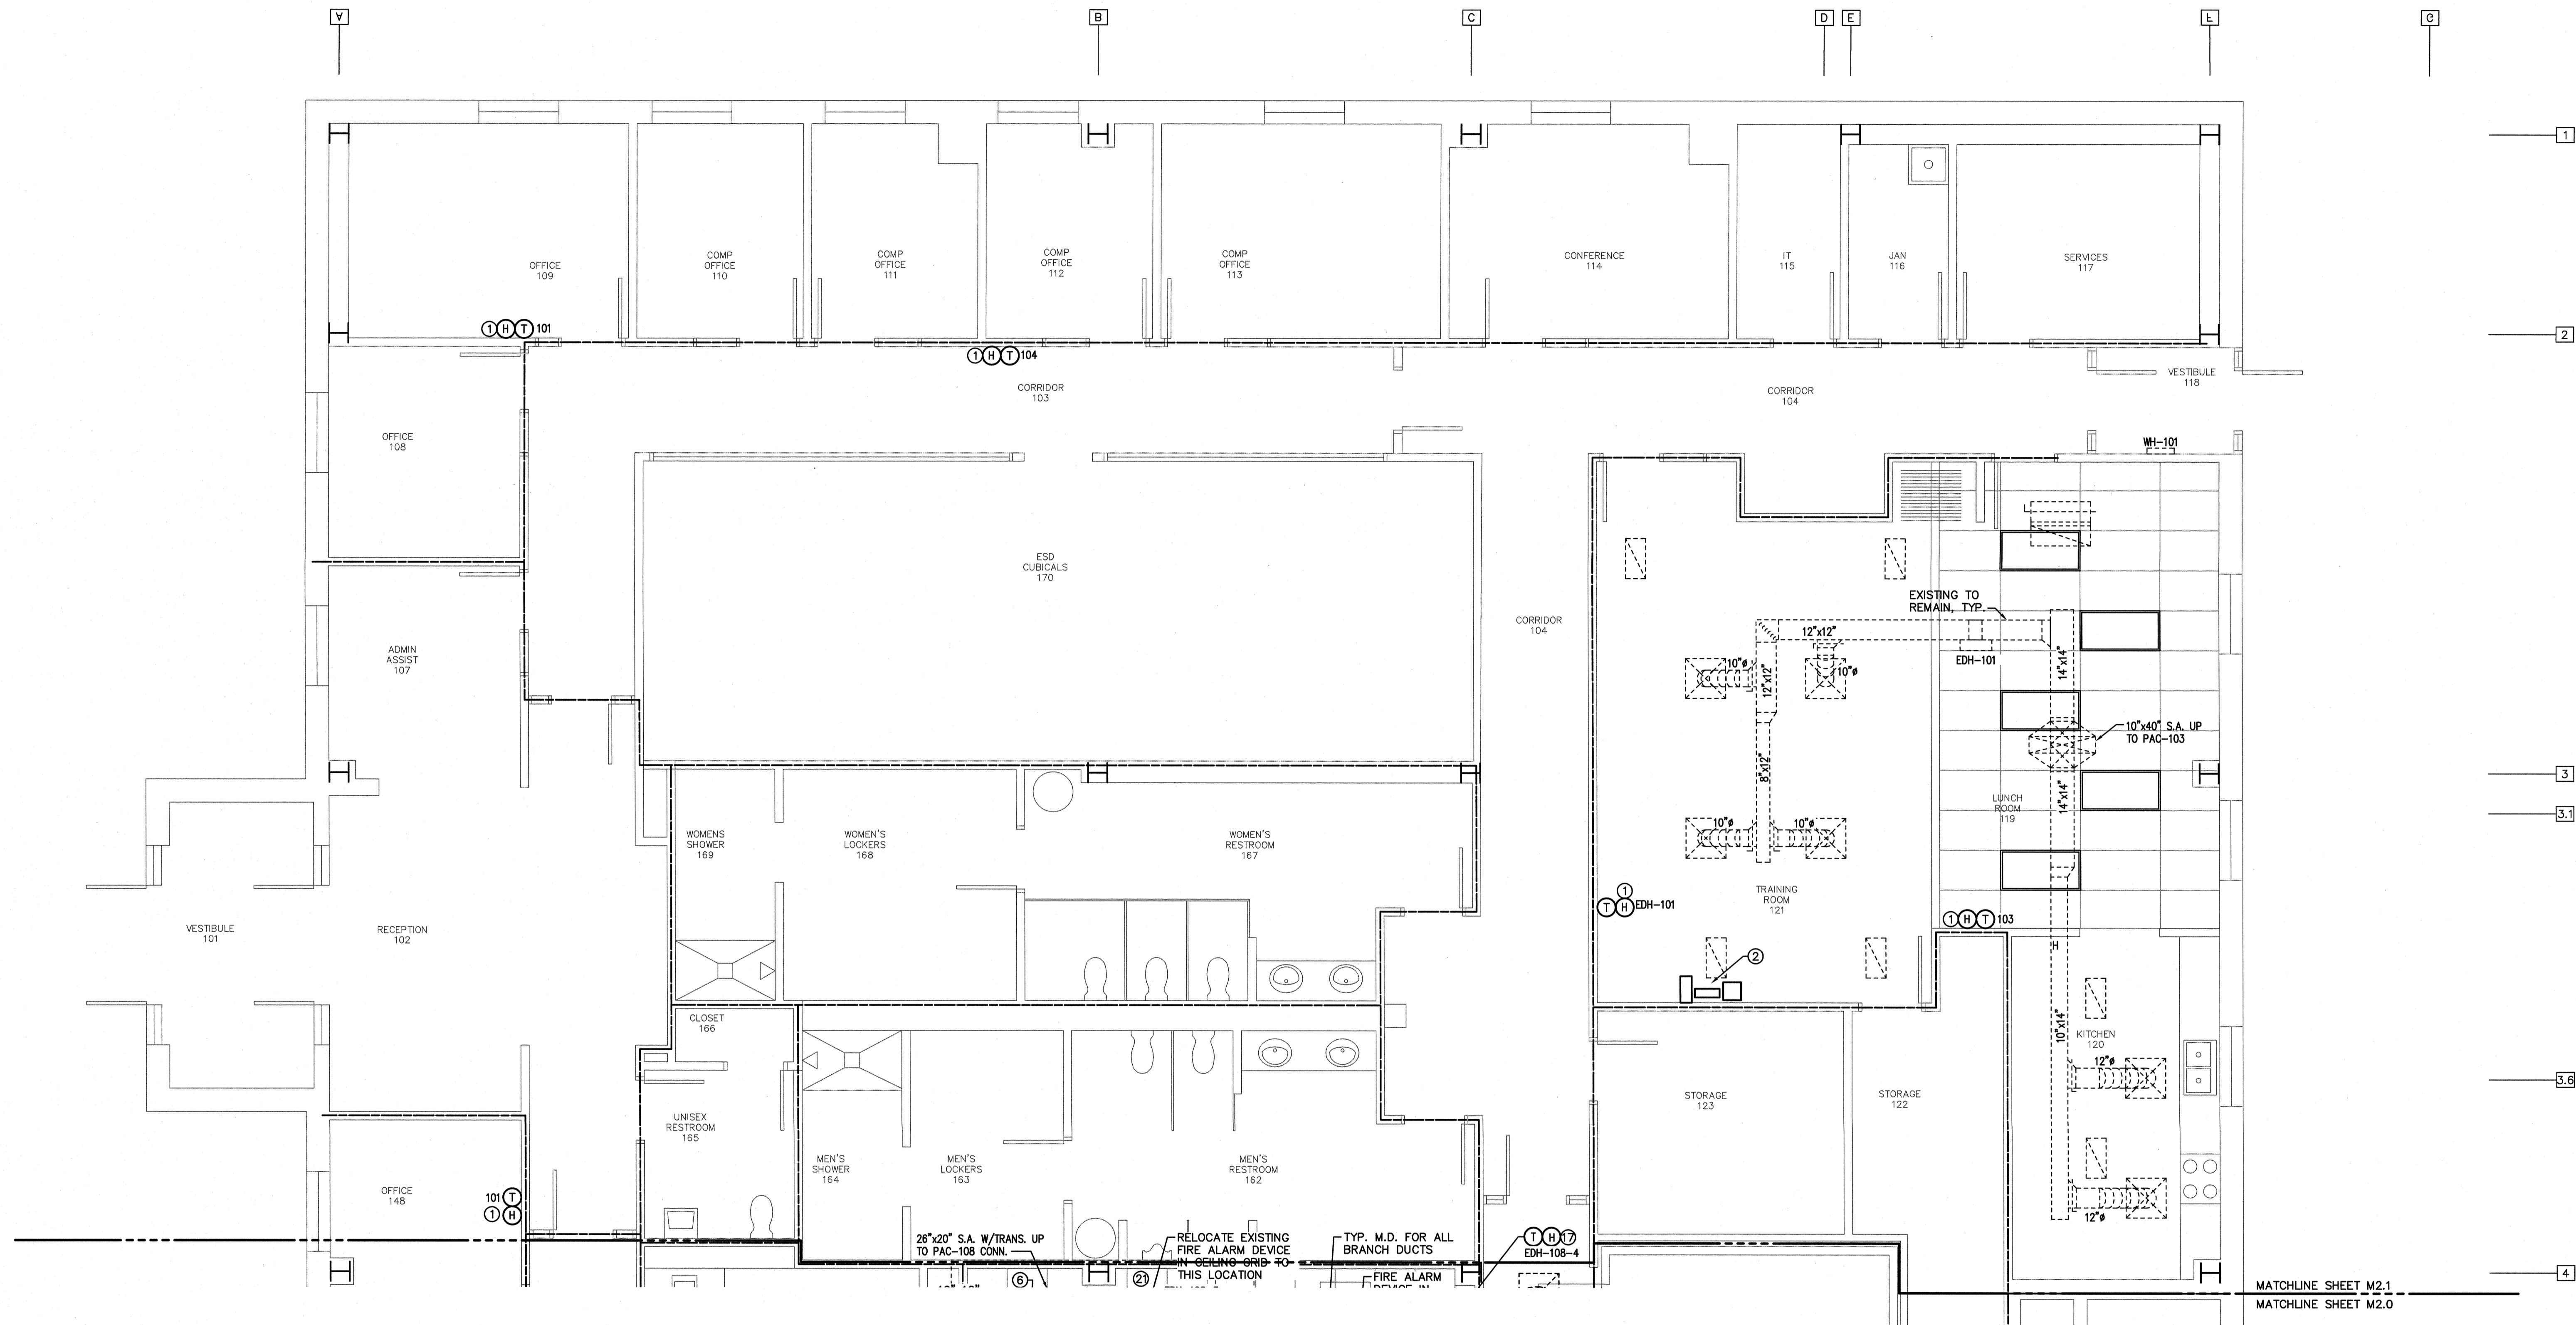 A
B
C
D
E
F
G
1
2
3
3.1
3.6
4
OFFICE
109
COMP
OFFICE
110
COMP
OFFICE
111
COMP
OFFICE
112
COMP
OFFICE
113
CONFERENCE
114
IT
115
JAN
116
SERVICES
117
1 H T 101
1 H T 104
CORRIDOR
103
CORRIDOR
104
VESTIBULE
118
WH-101
OFFICE
108
ESD
CUBICALS
170
CORRIDOR
104
EXISTING TO
REMAIN, TYP.
12"x12"
EDH-101
10"ø
12"x12"
10"ø
14"x14"
ADMIN
ASSIST
107
10"x40" S.A. UP
TO PAC-103
8"x12"
14"x14"
LUNCH
ROOM
119
10"ø
10"ø
WOMENS
SHOWER
169
WOMEN'S
LOCKERS
168
WOMEN'S
RESTROOM
167
TRAINING
ROOM
121
1
T H EDH-101
1 H T 103
VESTIBULE
101
RECEPTION
102
H
2
CLOSET
166
10"x14"
KITCHEN
120
12"ø
STORAGE
123
STORAGE
122
UNISEX
RESTROOM
165
MEN'S
SHOWER
164
MEN'S
LOCKERS
163
MEN'S
RESTROOM
162
OFFICE
148
101 T
1 H
12"ø
26"x20" S.A. W/TRANS. UP
TO PAC-108 CONN.
RELOCATE EXISTING
FIRE ALARM DEVICE
IN CEILING GRID TO
THIS LOCATION
TYP. M.D. FOR ALL
BRANCH DUCTS
T H 17
EDH-108-4
6
21
FIRE ALARM
DEVICE IN
MATCHLINE SHEET M2.1
MATCHLINE SHEET M2.0